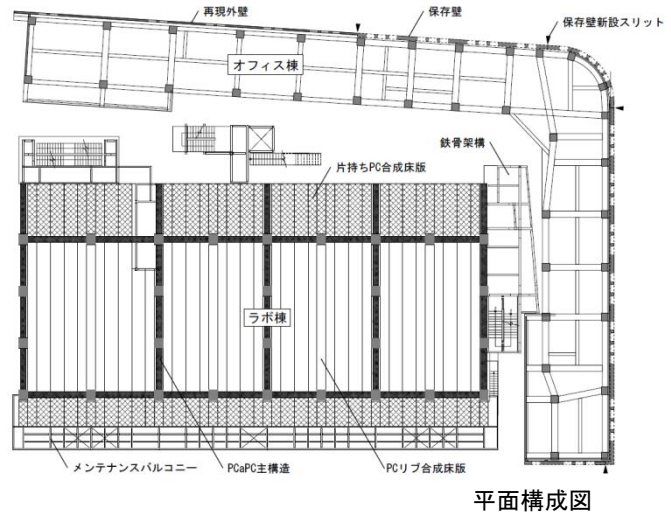 再現外壁
保存壁
保存壁新設スリット
オフィス棟
鉄骨架構
片持ちPC合成床版
ラボ棟
メンテナンスバルコニー
PCaPC主構造
PCリブ合成床版
平面構成図